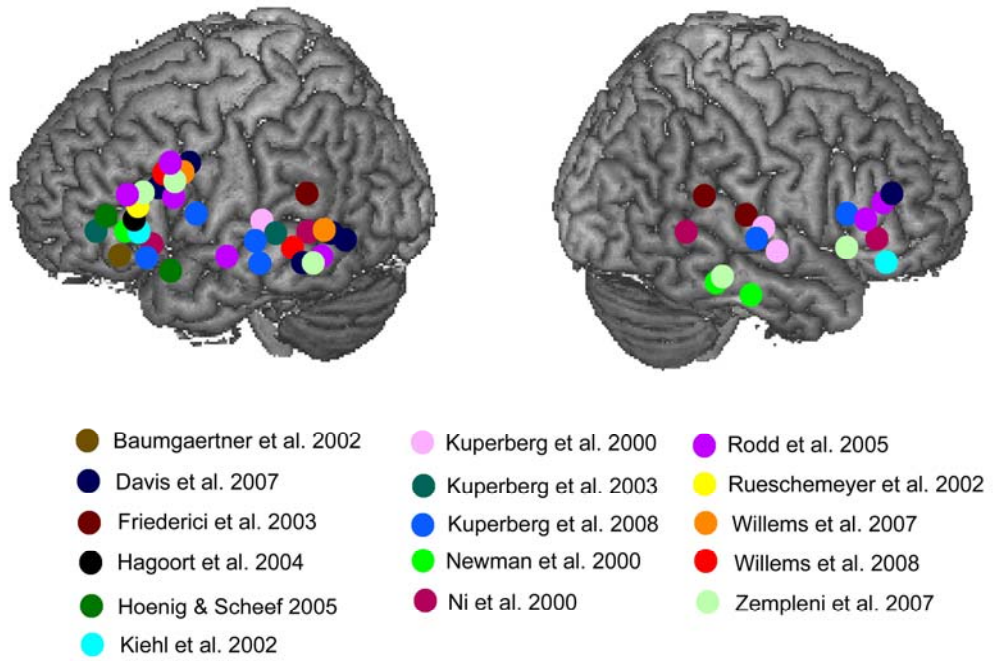 Baumgaertner et al. 2002
Davis et al. 2007
Friederici et al. 2003
Hagoort et al. 2004
Hoenig & Scheef 2005
Kiehl et al. 2002
Kuperberg et al. 2000
Kuperberg et al. 2003
Kuperberg et al. 2008
Newman et al. 2000
Ni et al. 2000
Rodd et al. 2005
Rueschemeyer et al. 2002
Willems et al. 2007
Willems et al. 2008
Zempleni et al. 2007